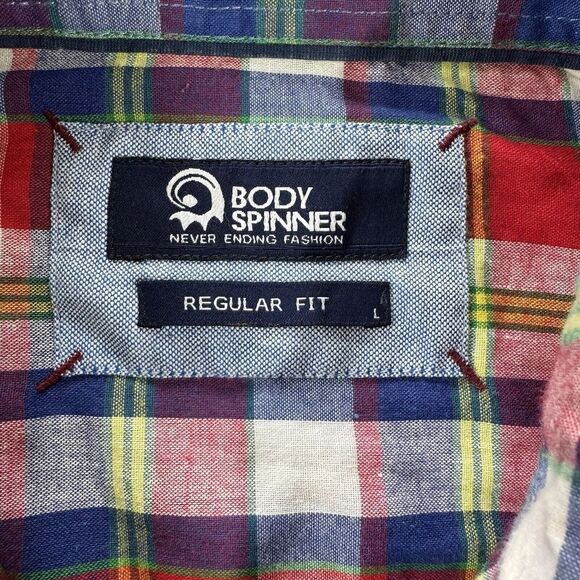 BODY
SPINNER
NEVER ENDING FASHION
REGULAR FIT
L